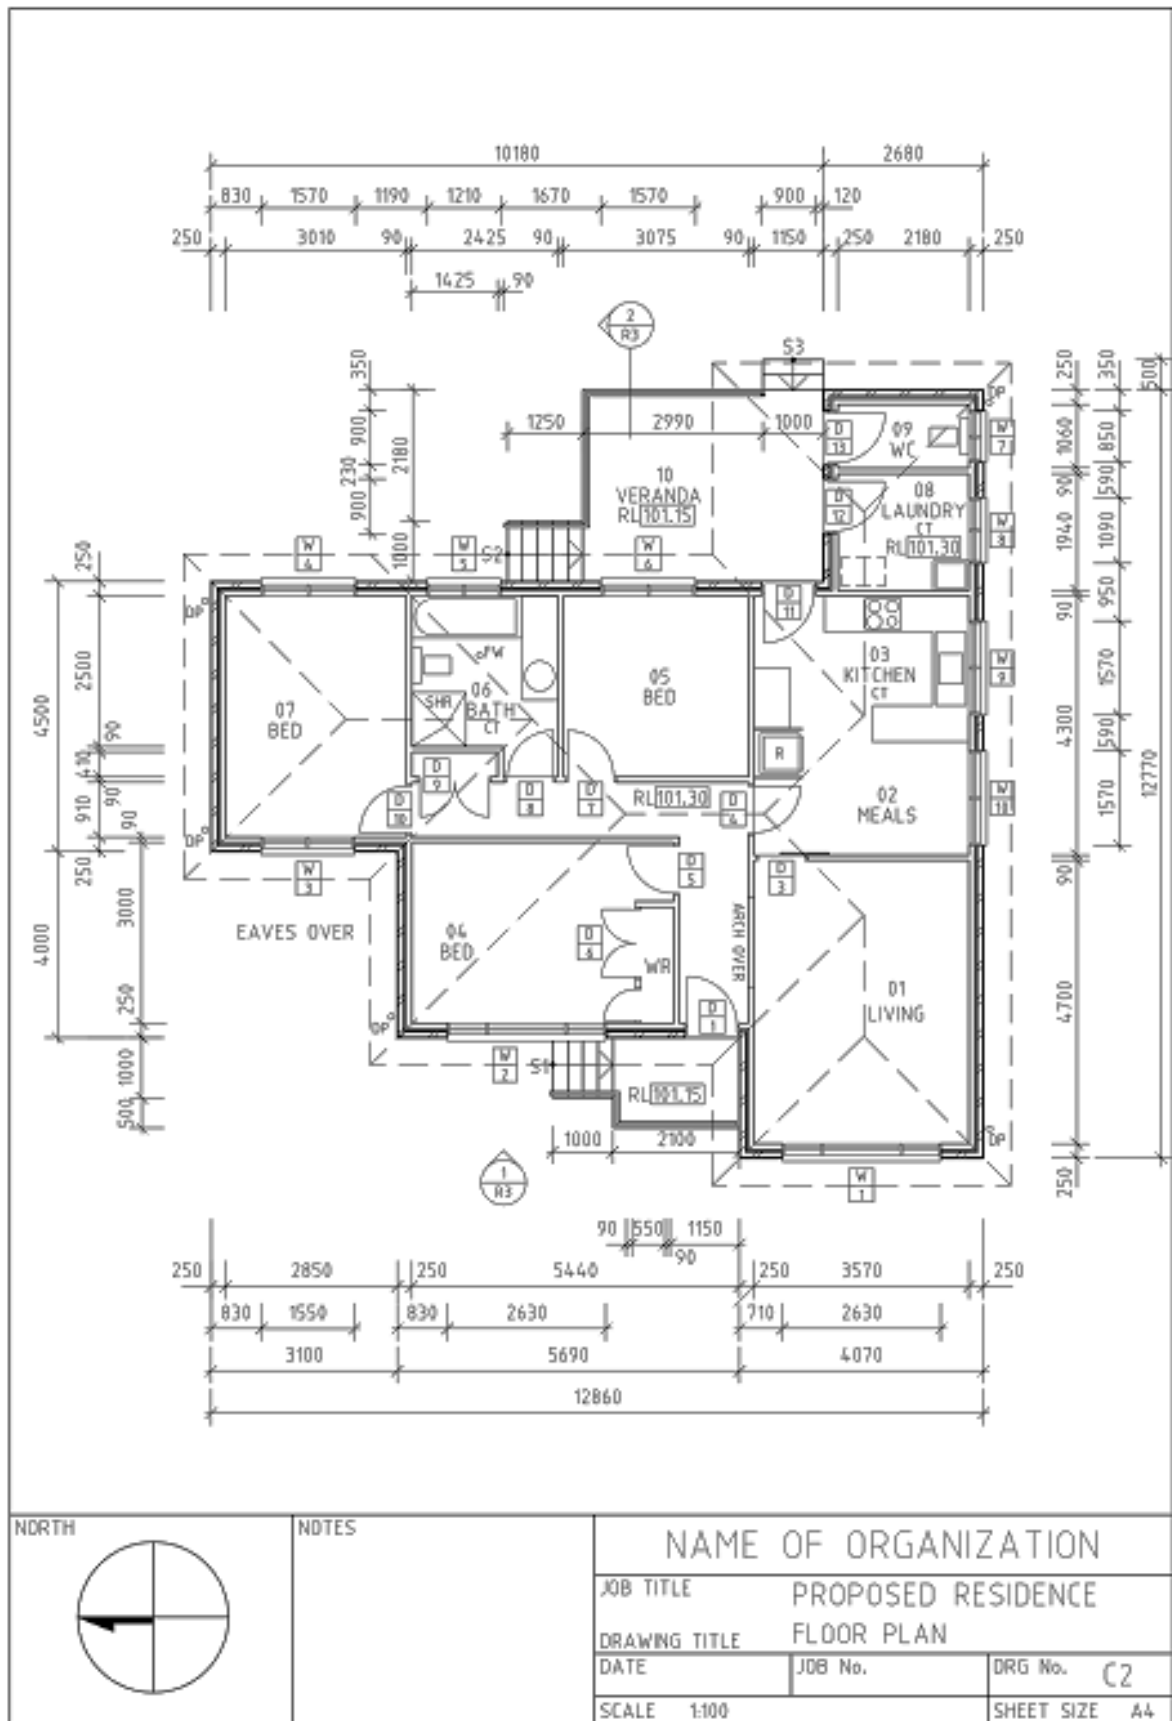 10180 2680
830 1570 1190 1210 1670 1570 900 120
250 3010 90 2425 90 3075 90 1150 250 2180 250
1425 90
2
R3
S3
350
900
230
900
2180
1000
1250 2990 1000
250
1060
90
1940
90
4300
90
4700
250
350
850
590
1090
950
1570
590
1570
500
12770
DP
D
13
09
WC
W
7
10
VERANDA
RL 101.15
D
12
08
LAUNDRY
CT
RL 101.30
W
8
W
4
W
5
S2
W
6
250
4500
4000
2500
90
410
90
910
90
250
3000
250
1000
500
DP
D
11
FW
03
KITCHEN
CT
W
9
05
BED
06
BATH
CT
SHR
07
BED
R
D
9
D
10
D
8
D
7
RL 101.30
D
4
02
MEALS
W
10
DP
W
3
D
5
D
3
EAVES OVER
04
BED
D
6
WR
ARCH OVER
01
LIVING
D
1
DP
W
2
S1
RL 101.15
DP
1000 2100
1
R3
W
1
90 550 1150
90
250 2850 250 5440 250 3570 250
830 1550 830 2630 710 2630
3100 5690 4070
12860
NORTH
NOTES
NAME OF ORGANIZATION
JOB TITLE PROPOSED RESIDENCE
DRAWING TITLE FLOOR PLAN
DATE JOB No. DRG No. C2
SCALE 1:100 SHEET SIZE A4